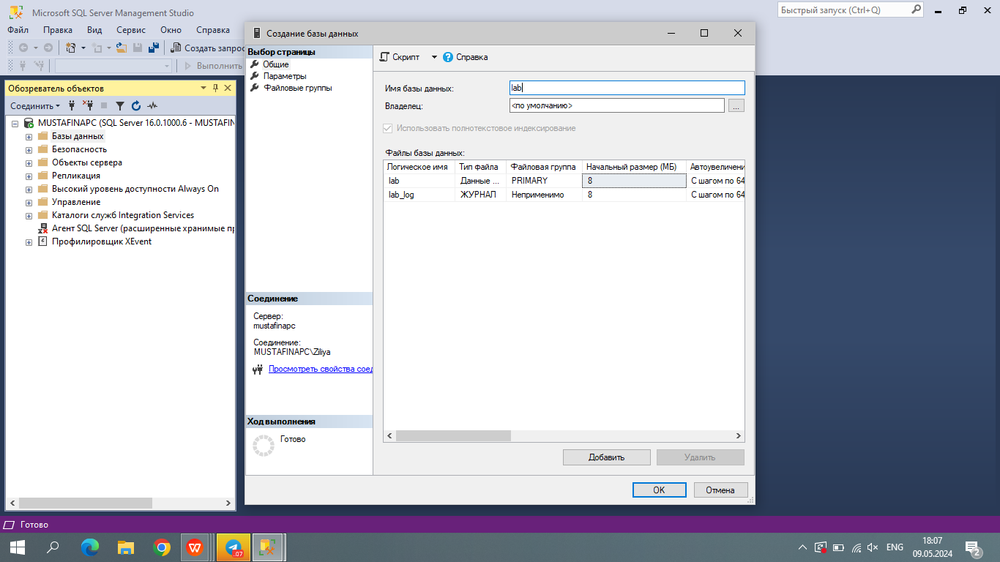 Microsoft SQL Server Management Studio
Быстрый запуск (Ctrl+Q)
Файл Правка Вид Сервис Окно Справка
Создать запрос
Выполнить
Обозреватель объектов
Соединить
MUSTAFINAPC (SQL Server 16.0.1000.6 - MUSTAFIN
Базы данных
Безопасность
Объекты сервера
Репликация
Высокий уровень доступности Always On
Управление
Каталоги служб Integration Services
Агент SQL Server (расширенные хранимые пр
Профилировщик XEvent
Создание базы данных
Выбор страницы
Общие
Параметры
Файловые группы
Соединение
Сервер:
mustafinapc
Соединение:
MUSTAFINAPC\Ziliya
Просмотреть свойства соед
Ход выполнения
Готово
Скрипт Справка
Имя базы данных: lab
Владелец: <по умолчанию> ...
Использовать полнотекстовое индексирование
Файлы базы данных:
Логическое имя Тип файла Файловая группа Начальный размер (МБ) Автоувеличени
lab Данные ... PRIMARY 8 С шагом по 64
lab_log ЖУРНАЛ Неприменимо 8 С шагом по 64
Добавить Удалить
OK Отмена
Готово
.07
ENG
18:07
09.05.2024
2